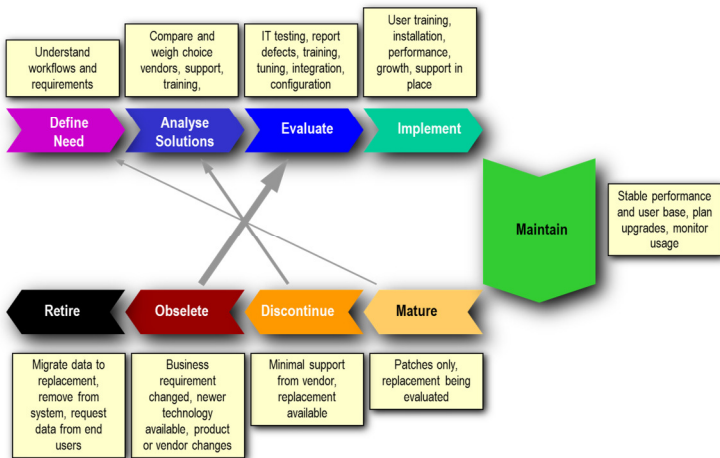 Understand
workflows and
requirements
Compare and
weigh choice
vendors, support,
training,
IT testing, report
defects, training,
tuning, integration,
configuration
User training,
installation,
performance,
growth, support in
place
Define
Need
Analyse
Solutions
Evaluate
Implement
Maintain
Stable performance
and user base, plan
upgrades, monitor
usage
Retire
Obselete
Discontinue
Mature
Migrate data to
replacement,
remove from
system, request
data from end
users
Business
requirement
changed, newer
technology
available, product
or vendor changes
Minimal support
from vendor,
replacement
available
Patches only,
replacement being
evaluated